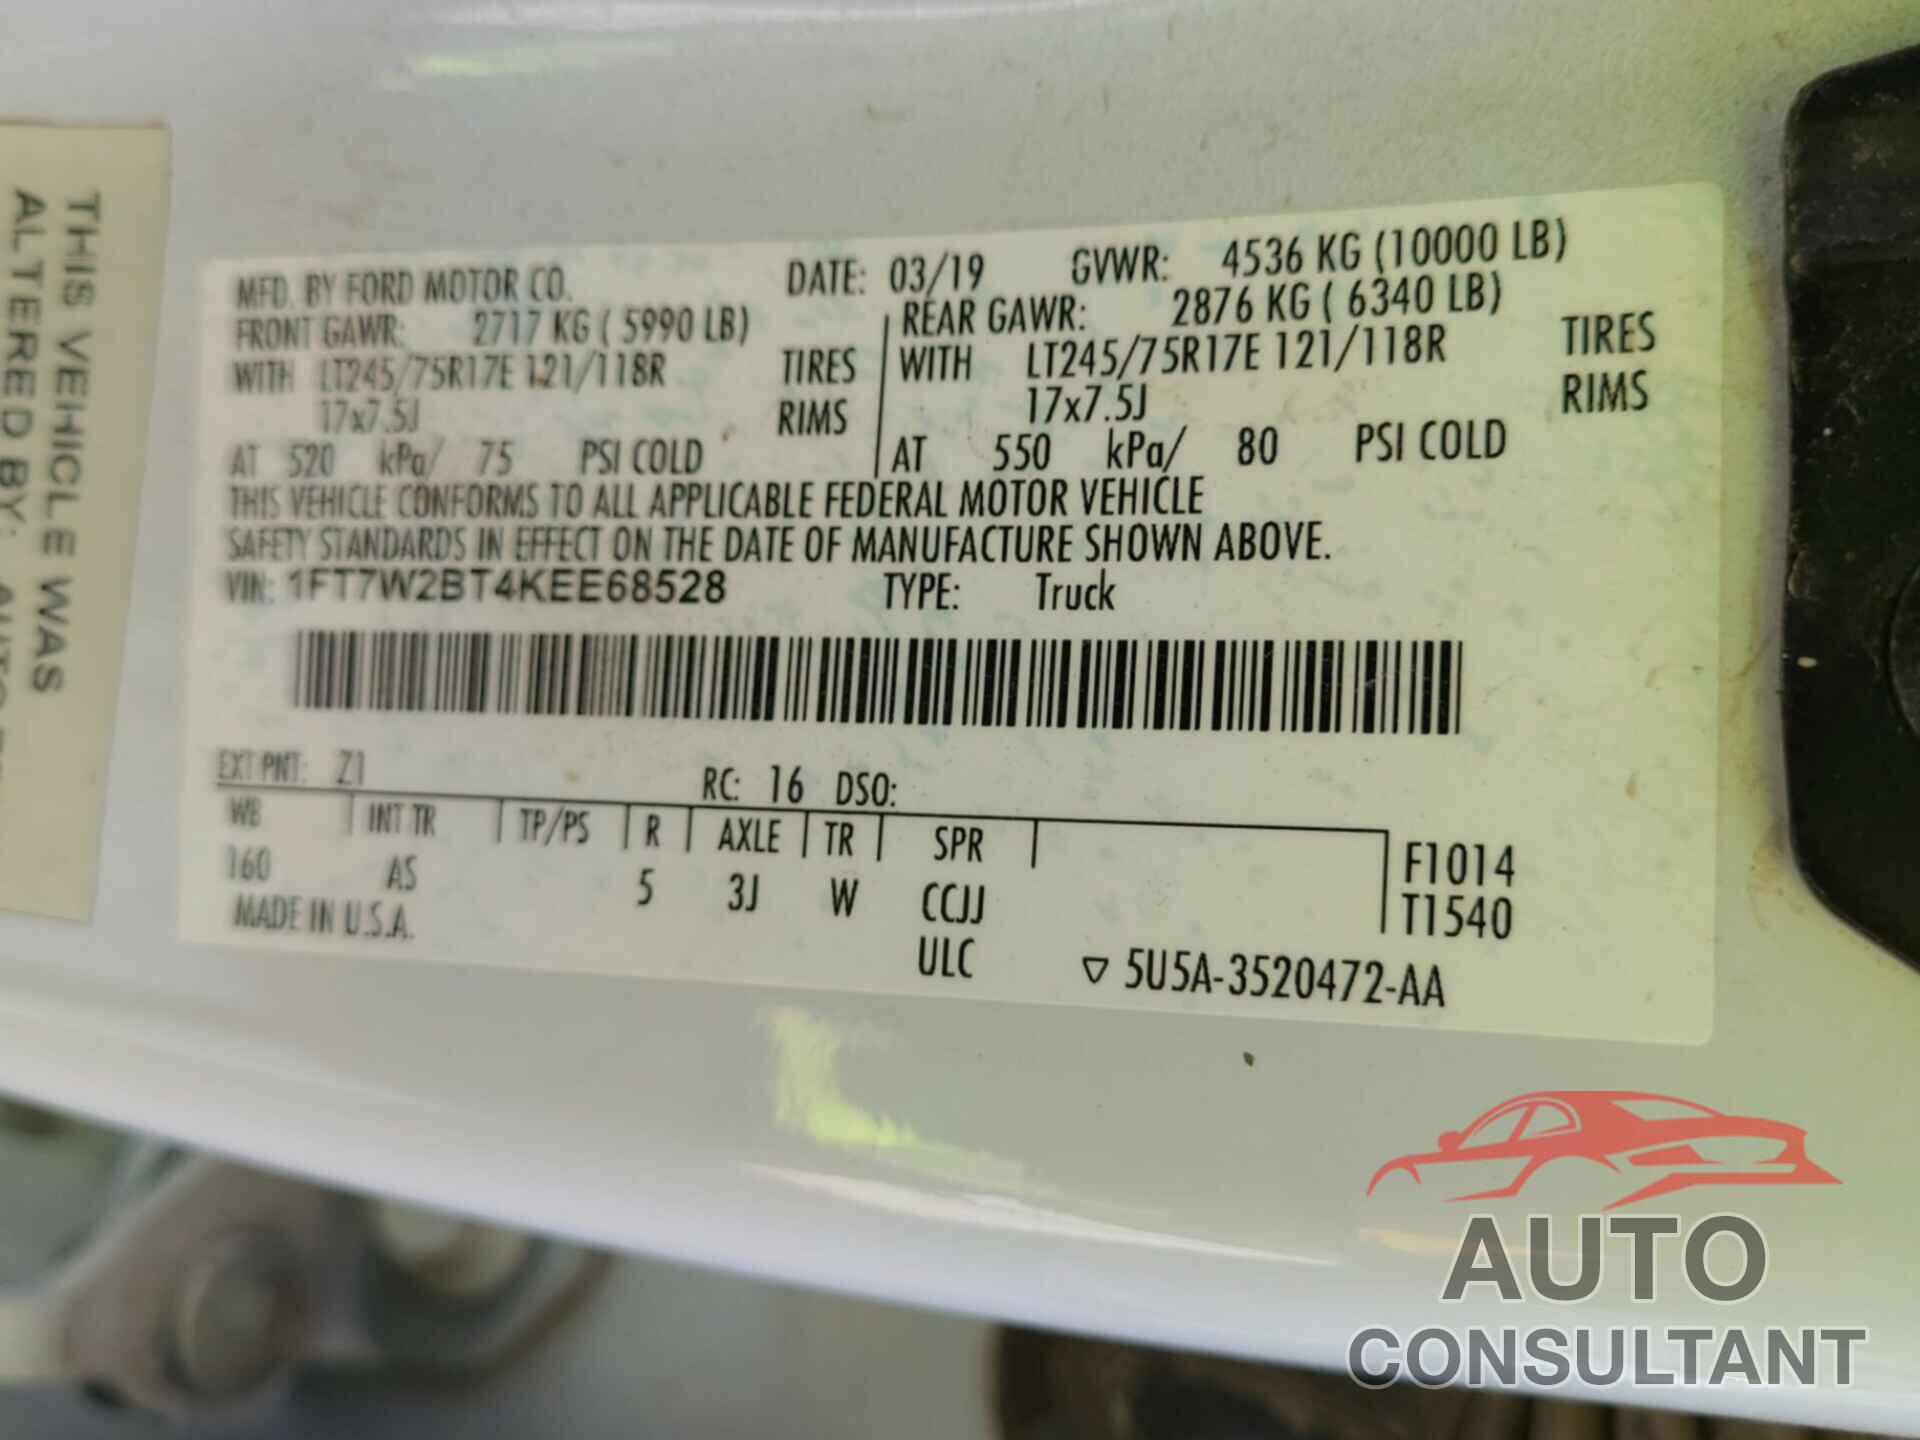 THIS VEHICLE WAS
ALTERED BY:
MFD. BY FORD MOTOR CO. DATE: 03/19 GVWR: 4536 KG (10000 LB)
FRONT GAWR: 2717 KG ( 5990 LB) REAR GAWR: 2876 KG ( 6340 LB)
WITH LT245/75R17E 121/118R TIRES WITH LT245/75R17E 121/118R TIRES
17x7.5J RIMS 17x7.5J RIMS
AT 520 kPa/ 75 PSI COLD AT 550 kPa/ 80 PSI COLD
THIS VEHICLE CONFORMS TO ALL APPLICABLE FEDERAL MOTOR VEHICLE
SAFETY STANDARDS IN EFFECT ON THE DATE OF MANUFACTURE SHOWN ABOVE.
VIN: 1FT7W2BT4KEE68528 TYPE: Truck
EXT PNT: Z1 RC: 16 DSO:
WB INT TR TP/PS R AXLE TR SPR F1014
160 AS 5 3J W CCJJ T1540
MADE IN U.S.A. ULC ▽ 5U5A-3520472-AA
AUTO
CONSULTANT